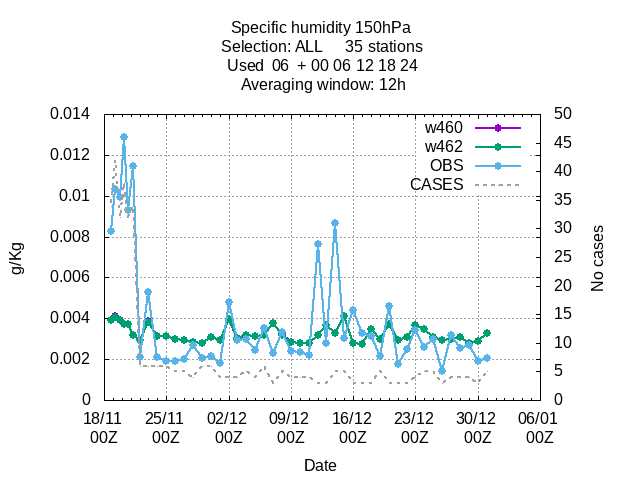 Specific humidity 150hPa
Selection: ALL 35 stations
Used 06 + 00 06 12 18 24
Averaging window: 12h
w460
w462
OBS
CASES
0.014
0.012
0.01
0.008
0.006
0.004
0.002
0
50
45
40
35
30
25
20
15
10
5
0
g/Kg
No cases
18/11 25/11 02/12 09/12 16/12 23/12 30/12 06/01
00Z 00Z 00Z 00Z 00Z 00Z 00Z 00Z
Date